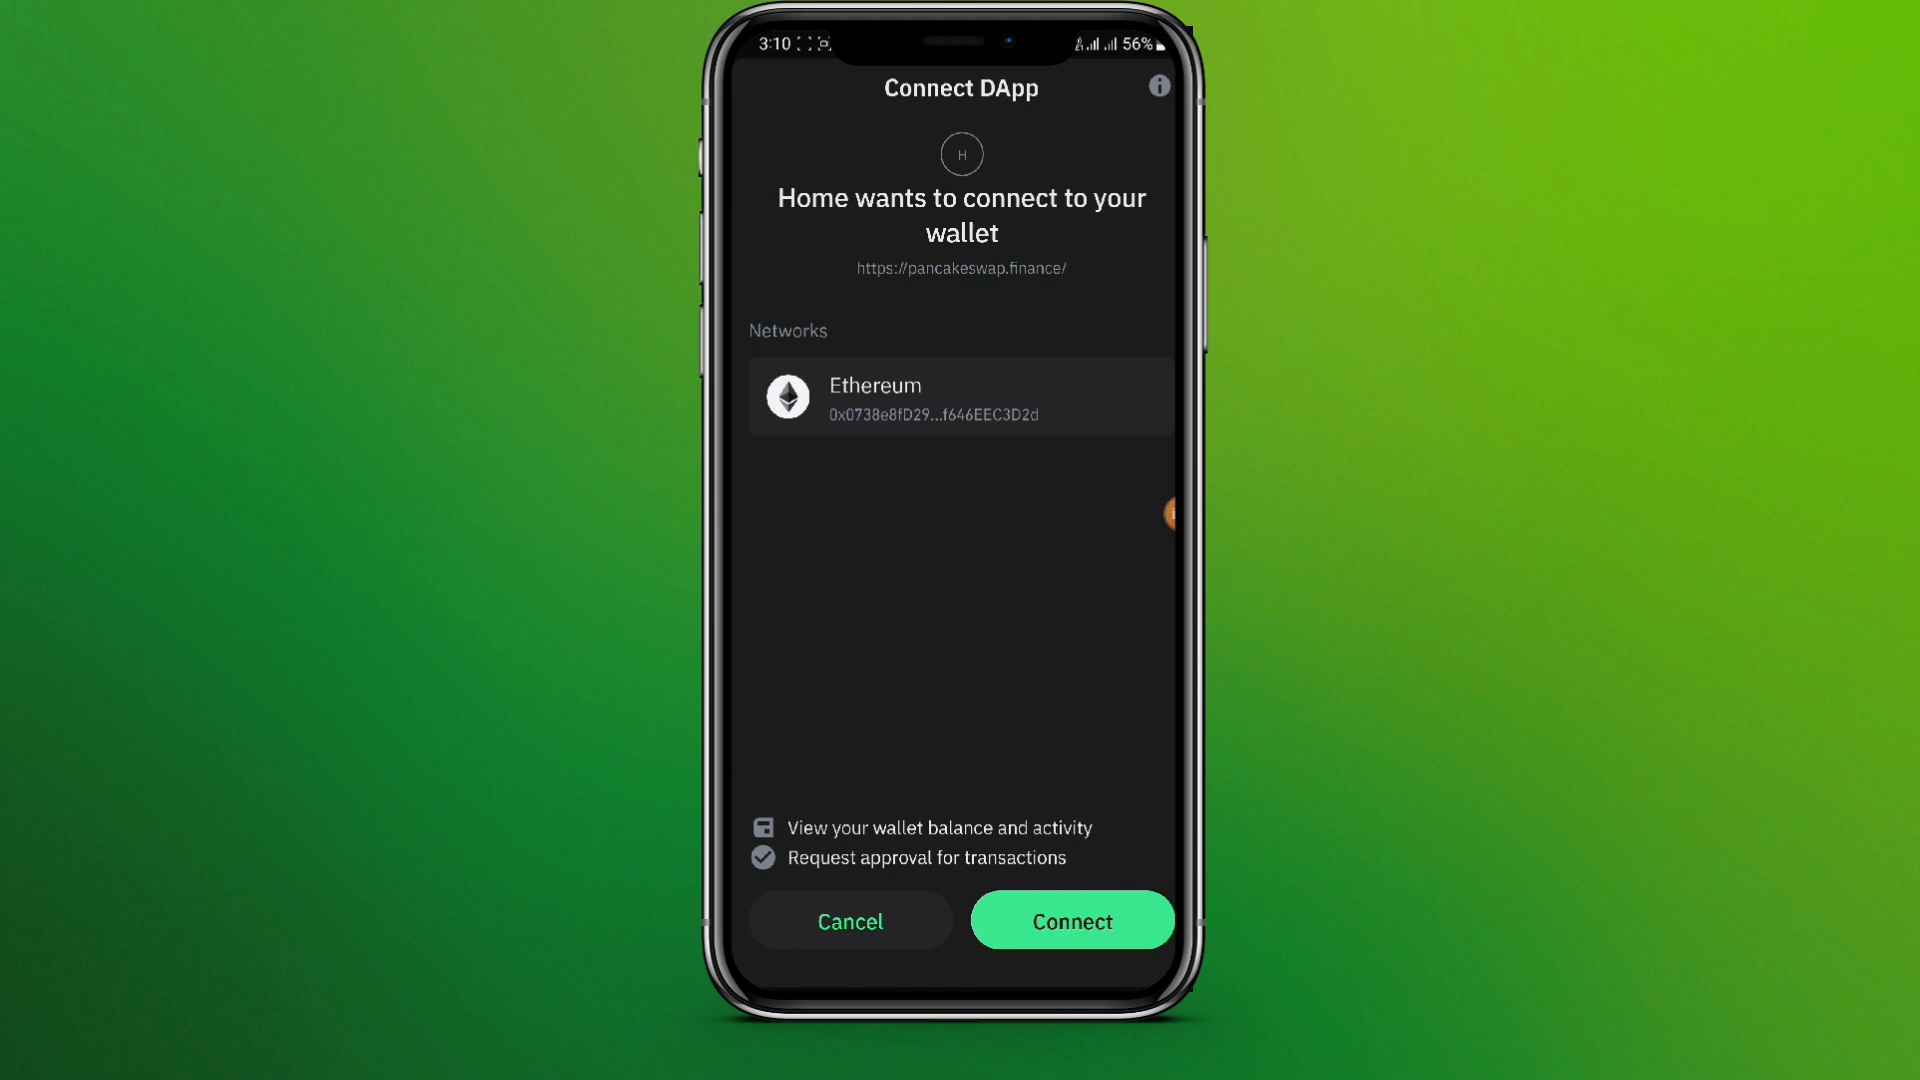 3:10
56%
Connect DApp
H
Home wants to connect to your
wallet
https://pancakeswap.finance/
Networks
Ethereum
0x0738e8fD29...f646EEC3D2d
View your wallet balance and activity
Request approval for transactions
Cancel
Connect